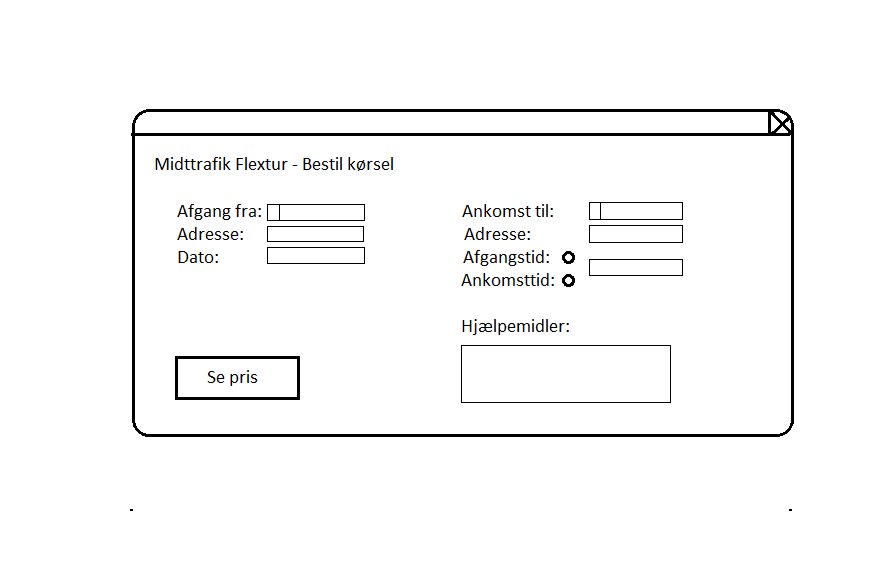 Midttrafik Flextur - Bestil kørsel
Afgang fra:
Adresse:
Dato:
Ankomst til:
Adresse:
Afgangstid:
Ankomsttid:
Hjælpemidler:
Se pris